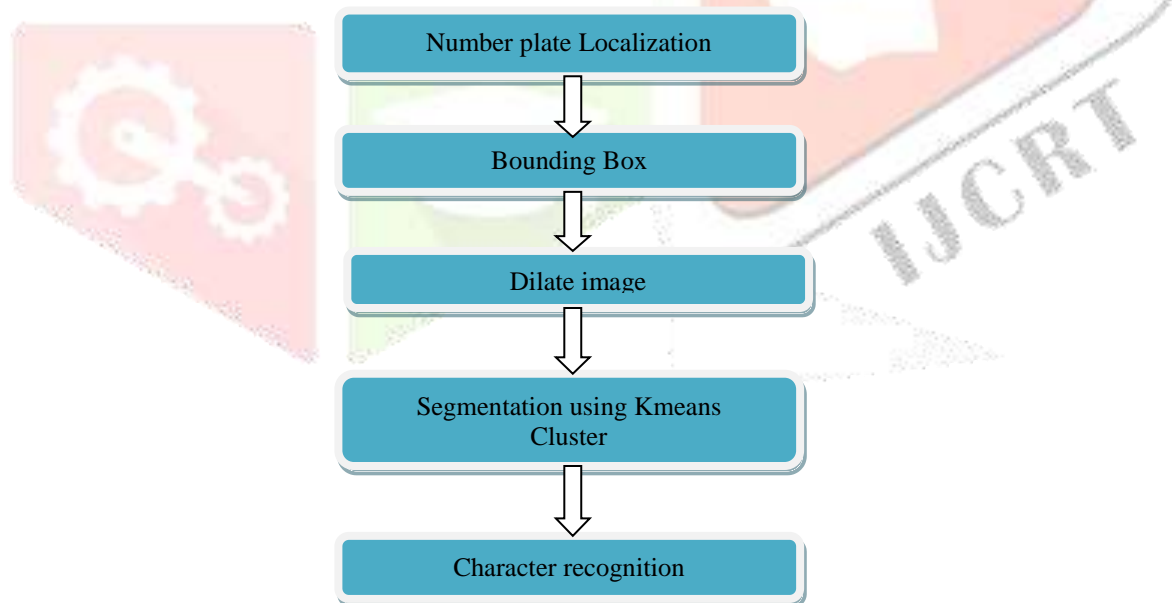 Number plate Localization
IJCRT
Bounding Box
Dilate image
Segmentation using Kmeans
Cluster
Character recognition